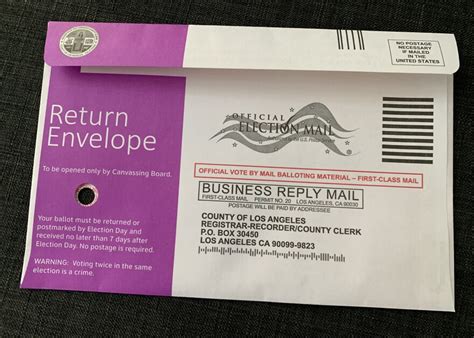 NO POSTAGE
NECESSARY
IF MAILED
IN THE
UNITED STATES
Return
Envelope
To be opened only by Canvassing Board.
Your ballot must be returned or
postmarked by Election Day and
received no later than 7 days after
Election Day. No postage is required.
WARNING: Voting twice in the same
election is a crime.
OFFICIAL
ELECTION MAIL
Authorized by the U.S. Postal Service
OFFICIAL VOTE BY MAIL BALLOTING MATERIAL – FIRST-CLASS MAIL
BUSINESS REPLY MAIL
FIRST-CLASS MAIL PERMIT NO. 20 LOS ANGELES, CA 90030
POSTAGE WILL BE PAID BY ADDRESSEE
COUNTY OF LOS ANGELES
REGISTRAR-RECORDER/COUNTY CLERK
P.O. BOX 30450
LOS ANGELES CA 90099-9823